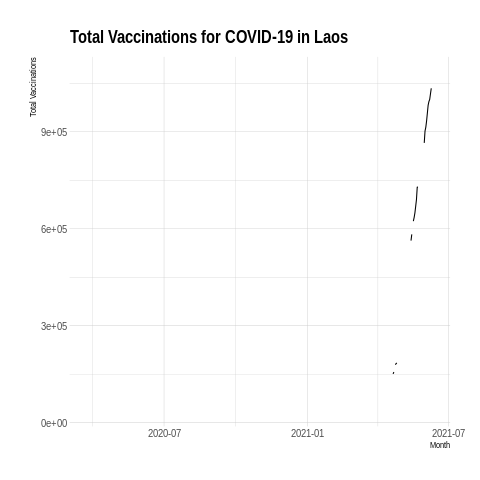 Total Vaccinations for COVID-19 in Laos
Total Vaccinations
9e+05
6e+05
3e+05
0e+00
2020-07
2021-01
2021-07
Month